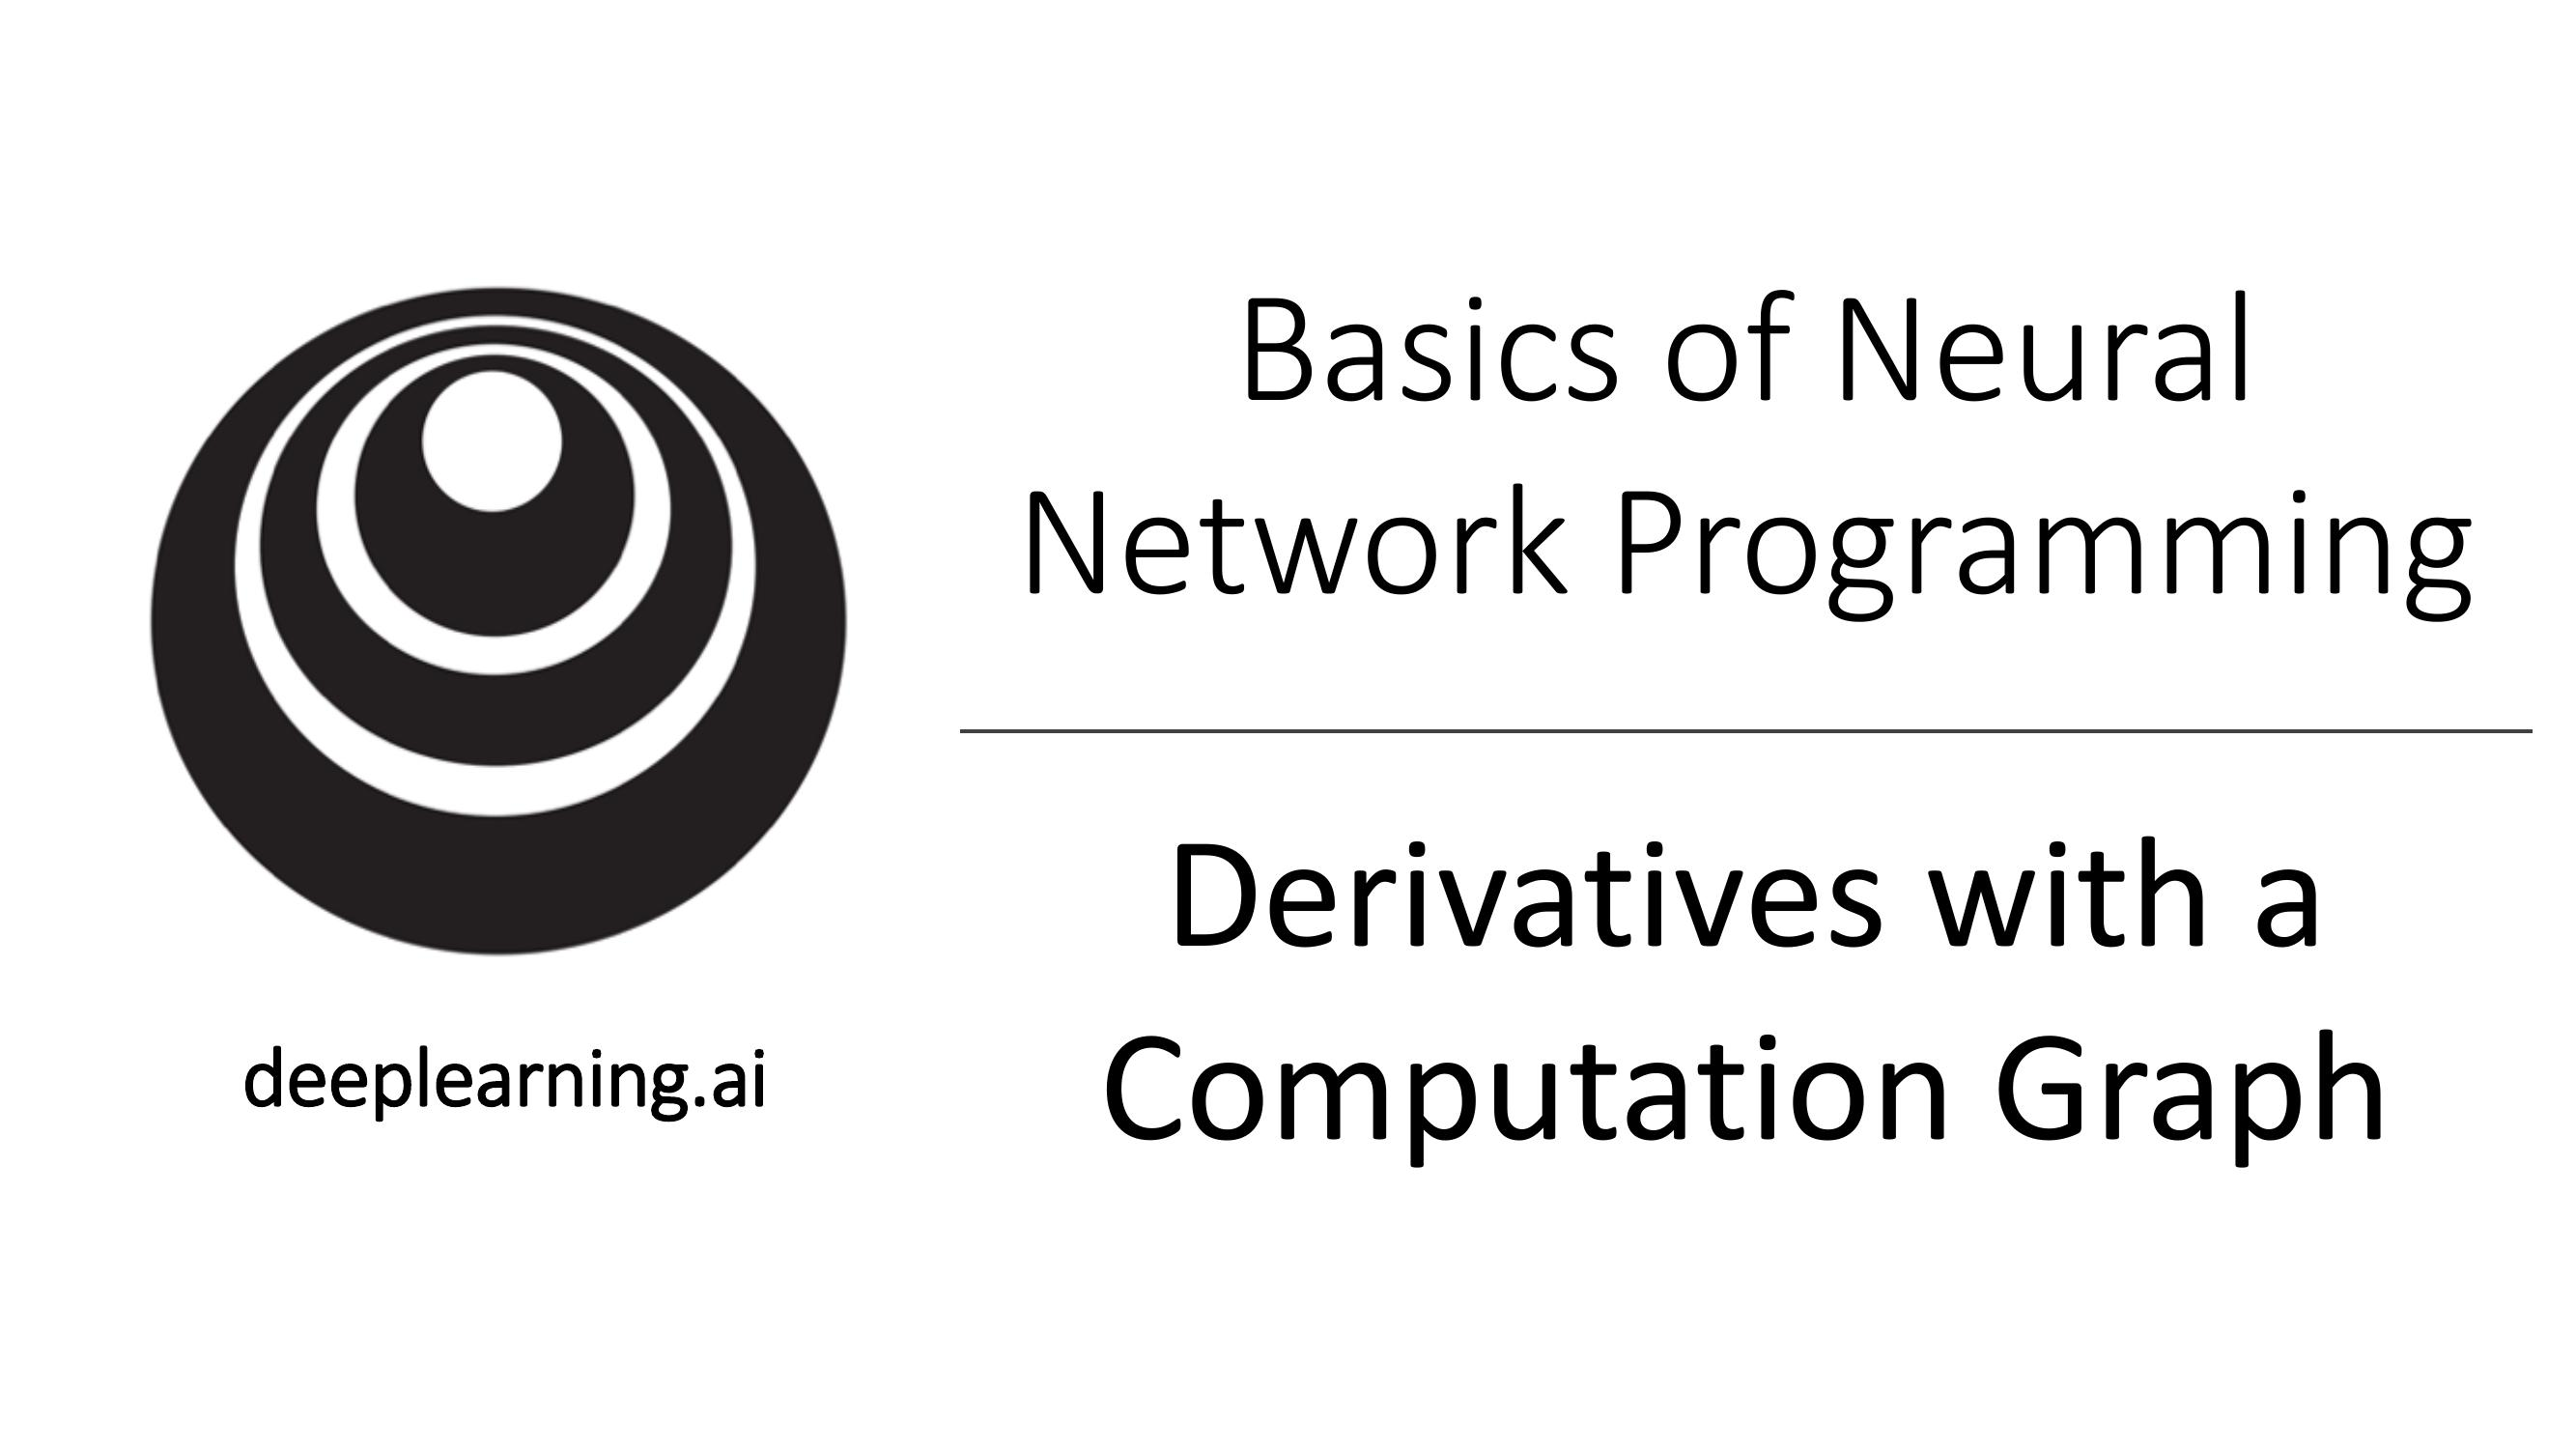 Basics of Neural
Network Programming
Derivatives with a
Computation Graph
deeplearning.ai